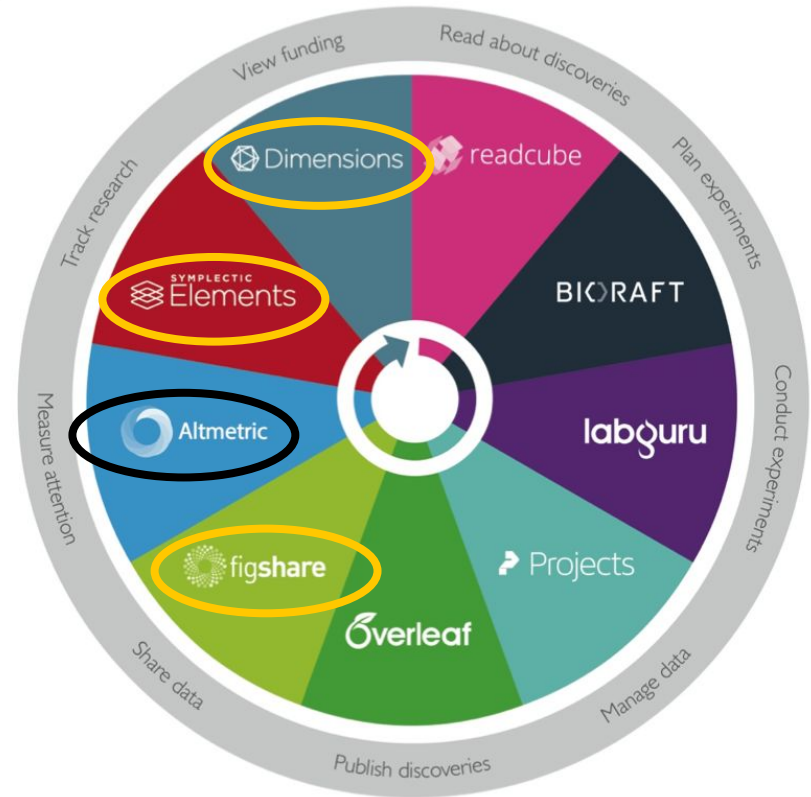 View funding
Read about discoveries
Plan experiments
Conduct experiments
Manage data
Publish discoveries
Share data
Measure attention
Track research
Dimensions
readcube
BIORAFT
labguru
Projects
Overleaf
figshare
Altmetric
SYMPLECTIC
Elements